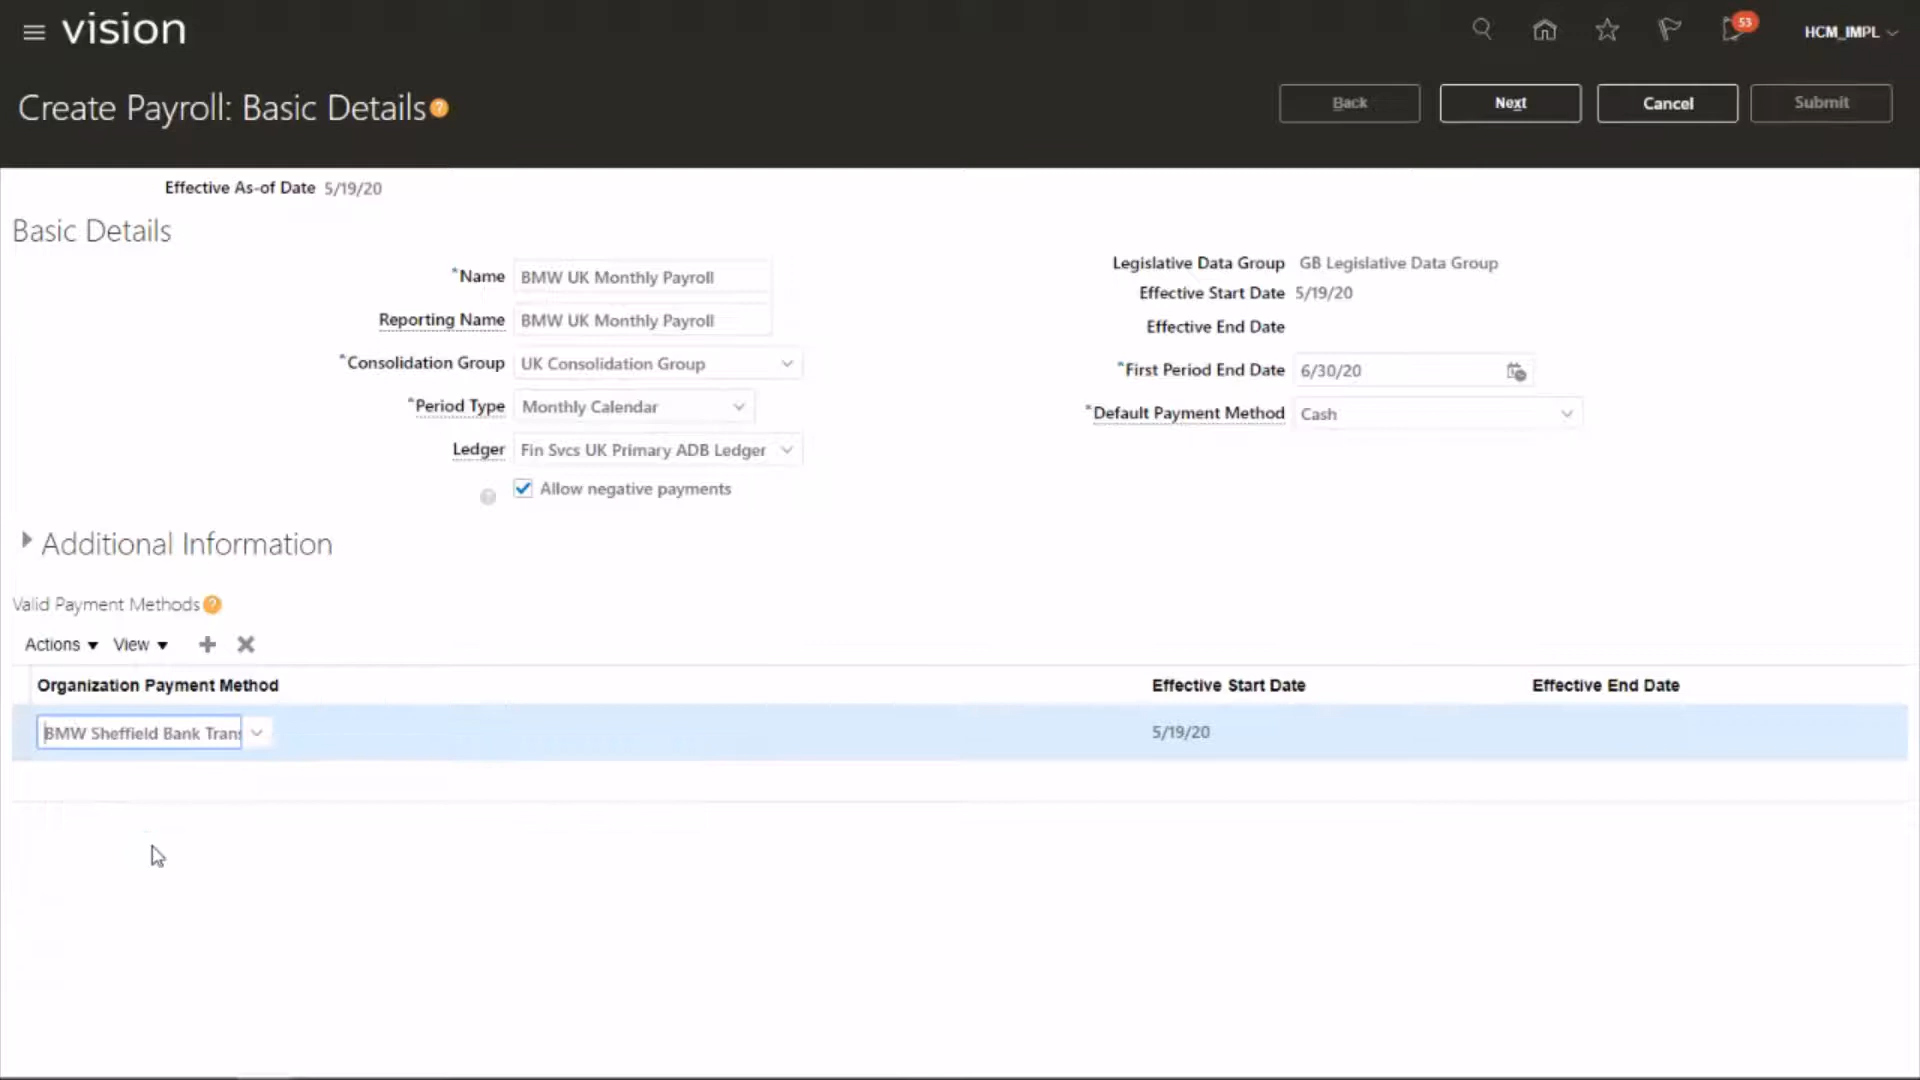 vision
53
HCM_IMPL
Create Payroll: Basic Details
Back
Next
Cancel
Submit
Effective As-of Date 5/19/20
Basic Details
*Name BMW UK Monthly Payroll
Reporting Name BMW UK Monthly Payroll
*Consolidation Group UK Consolidation Group
*Period Type Monthly Calendar
Ledger Fin Svcs UK Primary ADB Ledger
Allow negative payments
Legislative Data Group GB Legislative Data Group
Effective Start Date 5/19/20
Effective End Date
*First Period End Date 6/30/20
*Default Payment Method Cash
Additional Information
Valid Payment Methods
Actions View
Organization Payment Method Effective Start Date Effective End Date
BMW Sheffield Bank Trans 5/19/20